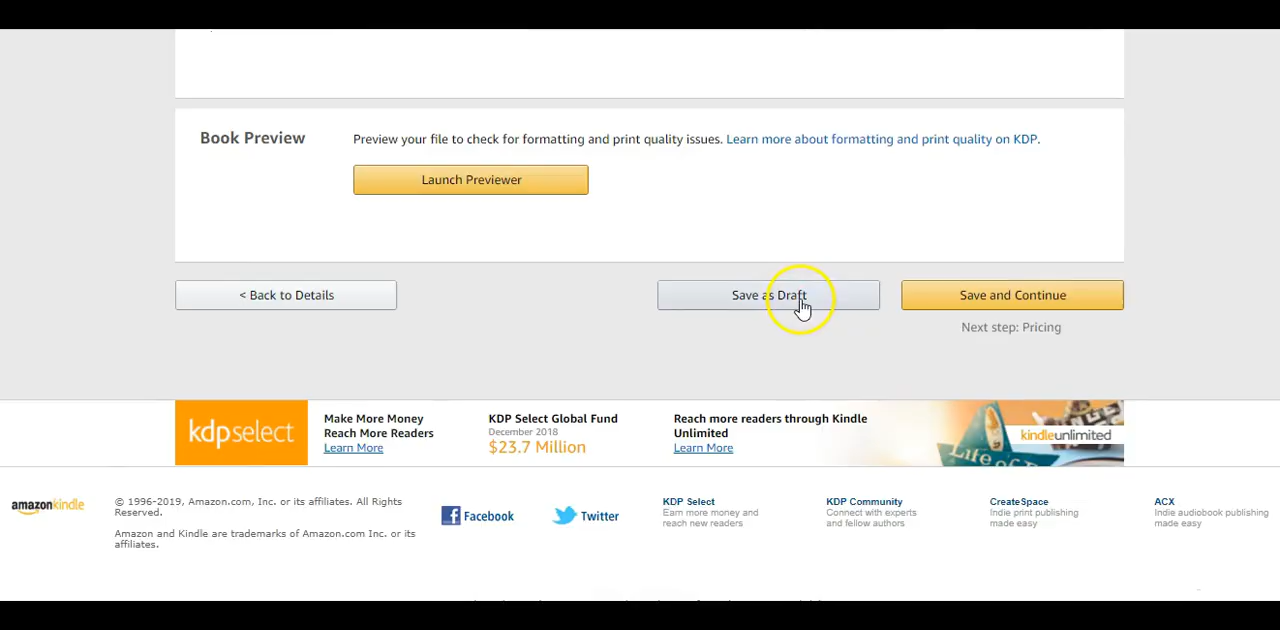 Book Preview
Preview your file to check for formatting and print quality issues. Learn more about formatting and print quality on KDP.
Launch Previewer
< Back to Details
Save as Draft
Save and Continue
Next step: Pricing
kdpselect
Make More Money
Reach More Readers
Learn More
KDP Select Global Fund
December 2018
$23.7 Million
Reach more readers through Kindle
Unlimited
Learn More
Life of
kindleunlimited
amazonkindle
© 1996-2019, Amazon.com, Inc. or its affiliates. All Rights
Reserved.
Amazon and Kindle are trademarks of Amazon.com Inc. or its
affiliates.
Facebook
Twitter
KDP Select
Earn more money and
reach new readers
KDP Community
Connect with experts
and fellow authors
CreateSpace
Indie print publishing
made easy
ACX
Indie audiobook publishing
made easy